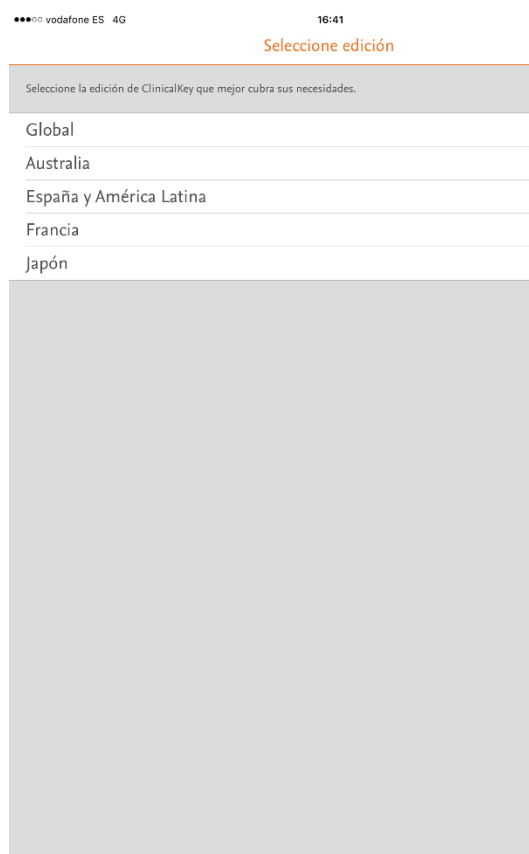 ●●●○○ vodafone ES 4G 16:41
Seleccione edición
Seleccione la edición de ClinicalKey que mejor cubra sus necesidades.
Global
Australia
España y América Latina
Francia
Japón